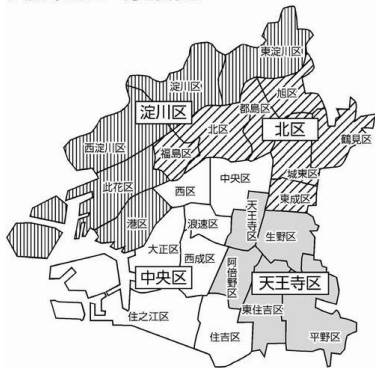 東淀川区
淀川区
旭区
淀川区
都島区
北区
北区
鶴見区
西淀川区
福島区
城東区
此花区
中央区
西区
東成区
天王寺区
港区
浪速区
生野区
大正区
西成区
阿倍野区
中央区
天王寺区
東住吉区
住之江区
住吉区
平野区